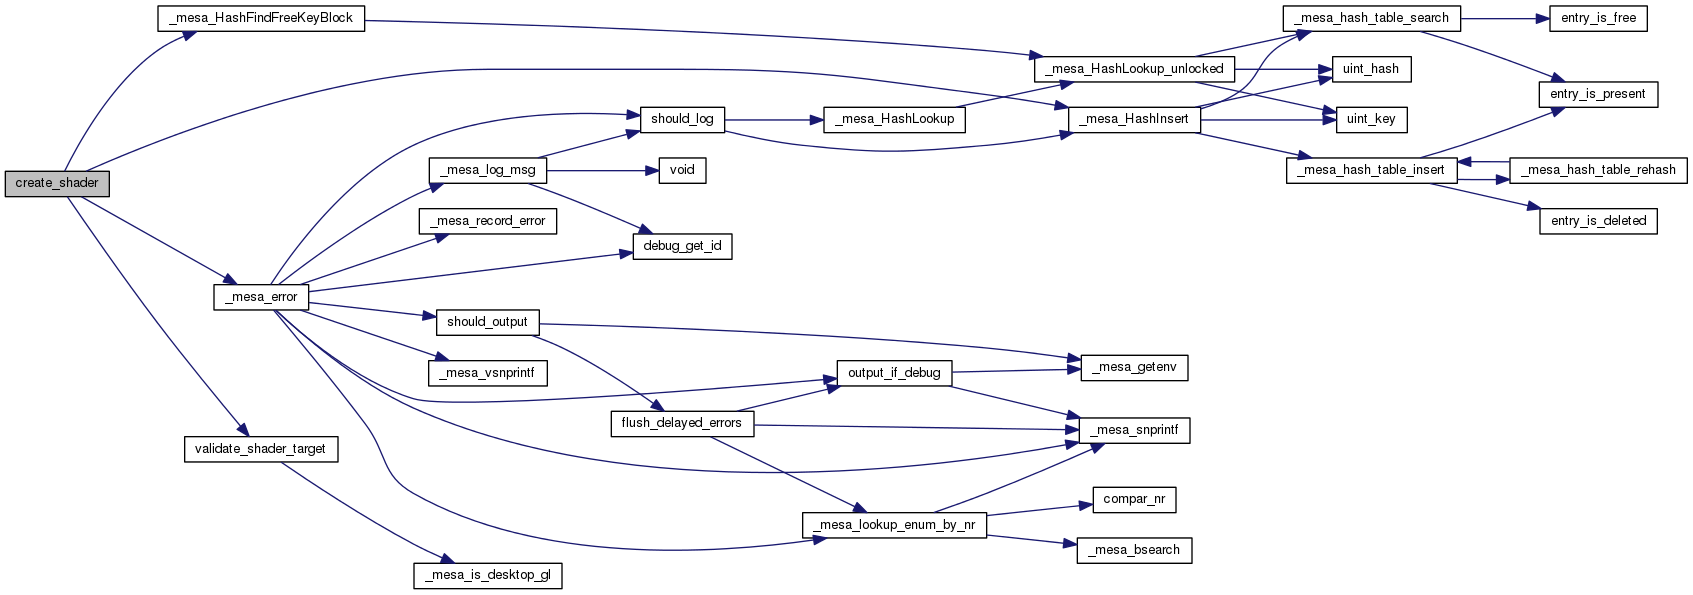 _mesa_HashFindFreeKeyBlock
_mesa_hash_table_search
entry_is_free
_mesa_HashLookup_unlocked
uint_hash
entry_is_present
should_log
_mesa_HashLookup
_mesa_HashInsert
uint_key
create_shader
_mesa_log_msg
void
_mesa_hash_table_insert
_mesa_hash_table_rehash
_mesa_record_error
entry_is_deleted
debug_get_id
_mesa_error
should_output
_mesa_vsnprintf
output_if_debug
_mesa_getenv
flush_delayed_errors
_mesa_snprintf
validate_shader_target
compar_nr
_mesa_lookup_enum_by_nr
_mesa_bsearch
_mesa_is_desktop_gl